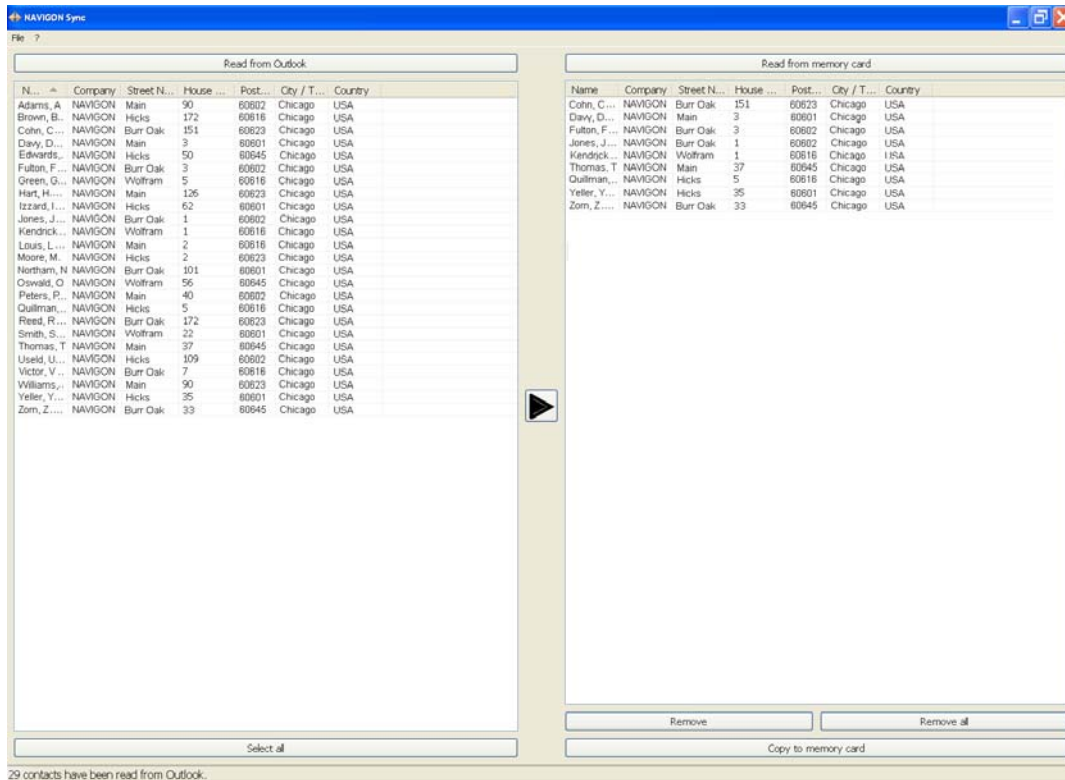 NAVIGON Sync
File ?
Read from Outlook
N... Company Street N... House ... Post... City / T... Country
Adams, A NAVIGON Main 90 60602 Chicago USA
Brown, B.. NAVIGON Hicks 172 60616 Chicago USA
Cohn, C... NAVIGON Burr Oak 151 60623 Chicago USA
Davy, D... NAVIGON Main 3 60601 Chicago USA
Edwards,.. NAVIGON Hicks 50 60645 Chicago USA
Fulton, F... NAVIGON Burr Oak 3 60602 Chicago USA
Green, G... NAVIGON Wolfram 5 60616 Chicago USA
Hart, H.... NAVIGON Main 126 60623 Chicago USA
Izzard, I... NAVIGON Hicks 62 60601 Chicago USA
Jones, J... NAVIGON Burr Oak 1 60602 Chicago USA
Kendrick... NAVIGON Wolfram 1 60616 Chicago USA
Louis, L... NAVIGON Main 2 60616 Chicago USA
Moore, M. NAVIGON Hicks 2 60623 Chicago USA
Northam, N NAVIGON Burr Oak 101 60601 Chicago USA
Oswald, O NAVIGON Wolfram 56 60645 Chicago USA
Peters, P... NAVIGON Main 40 60602 Chicago USA
Quillman,... NAVIGON Hicks 5 60616 Chicago USA
Reed, R... NAVIGON Burr Oak 172 60623 Chicago USA
Smith, S... NAVIGON Wolfram 22 60601 Chicago USA
Thomas, T NAVIGON Main 37 60645 Chicago USA
Useld, U... NAVIGON Hicks 109 60602 Chicago USA
Victor, V .. NAVIGON Burr Oak 7 60616 Chicago USA
Williams,.. NAVIGON Main 90 60623 Chicago USA
Yeller, Y... NAVIGON Hicks 35 60601 Chicago USA
Zorn, Z.... NAVIGON Burr Oak 33 60645 Chicago USA
Select all
Read from memory card
Name Company Street N... House ... Post... City / T... Country
Cohn, C... NAVIGON Burr Oak 151 60623 Chicago USA
Davy, D... NAVIGON Main 3 60601 Chicago USA
Fulton, F... NAVIGON Burr Oak 3 60602 Chicago USA
Jones, J... NAVIGON Burr Oak 1 60602 Chicago USA
Kendrick... NAVIGON Wolfram 1 60616 Chicago USA
Thomas, T NAVIGON Main 37 60645 Chicago USA
Quillman,... NAVIGON Hicks 5 60616 Chicago USA
Yeller, Y... NAVIGON Hicks 35 60601 Chicago USA
Zorn, Z.... NAVIGON Burr Oak 33 60645 Chicago USA
Remove
Remove all
Copy to memory card
29 contacts have been read from Outlook.